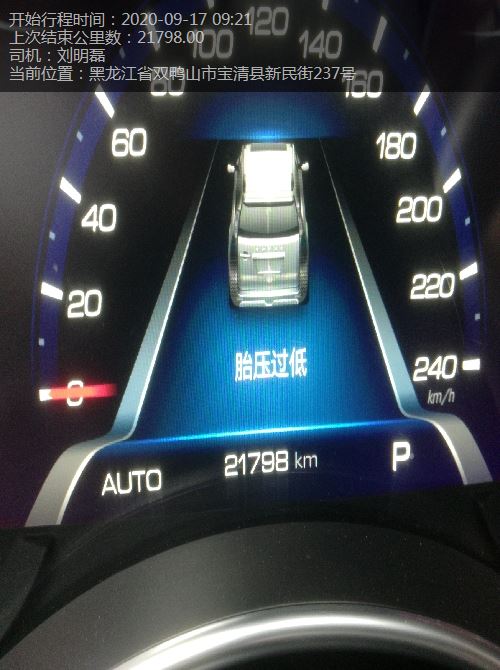 开始行程时间：2020-09-17 09:21
上次结束公里数：21798.00
司机：刘明磊
当前位置：黑龙江省双鸭山市宝清县新民街237号
120
100
140
80
160
60
180
40
200
20
220
胎压过低
240
0
km/h
AUTO
21798 km
P